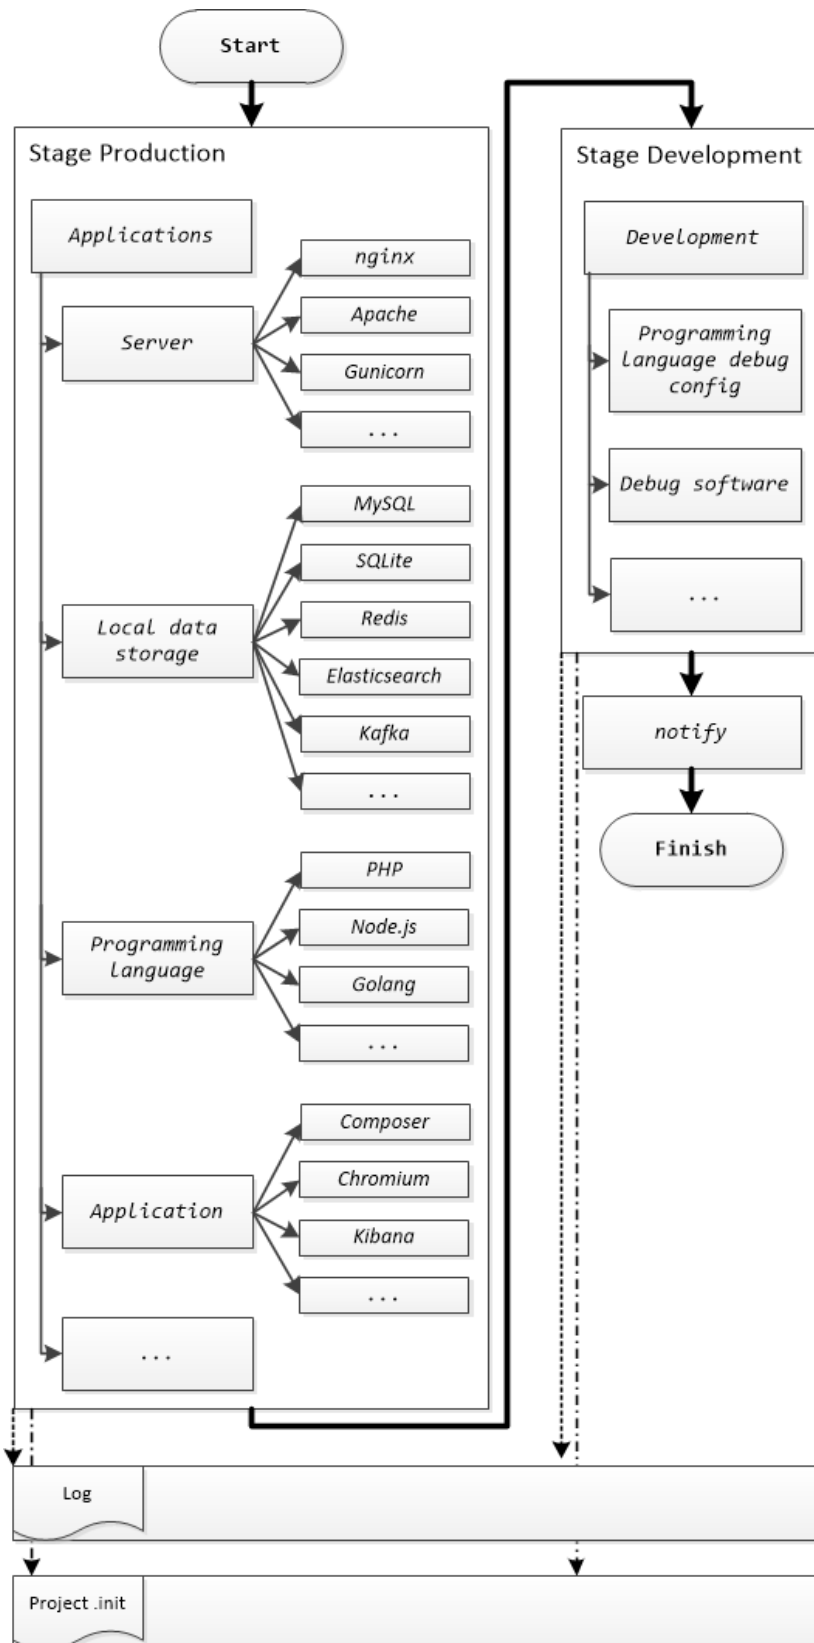 Start
Stage Production
Applications
Server
nginx
Apache
Gunicorn
...
Local data
storage
MySQL
SQLite
Redis
Elasticsearch
Kafka
...
Programming
language
PHP
Node.js
Golang
...
Application
Composer
Chromium
Kibana
...
...
Stage Development
Development
Programming
language debug
config
Debug software
...
notify
Finish
Log
Project .init